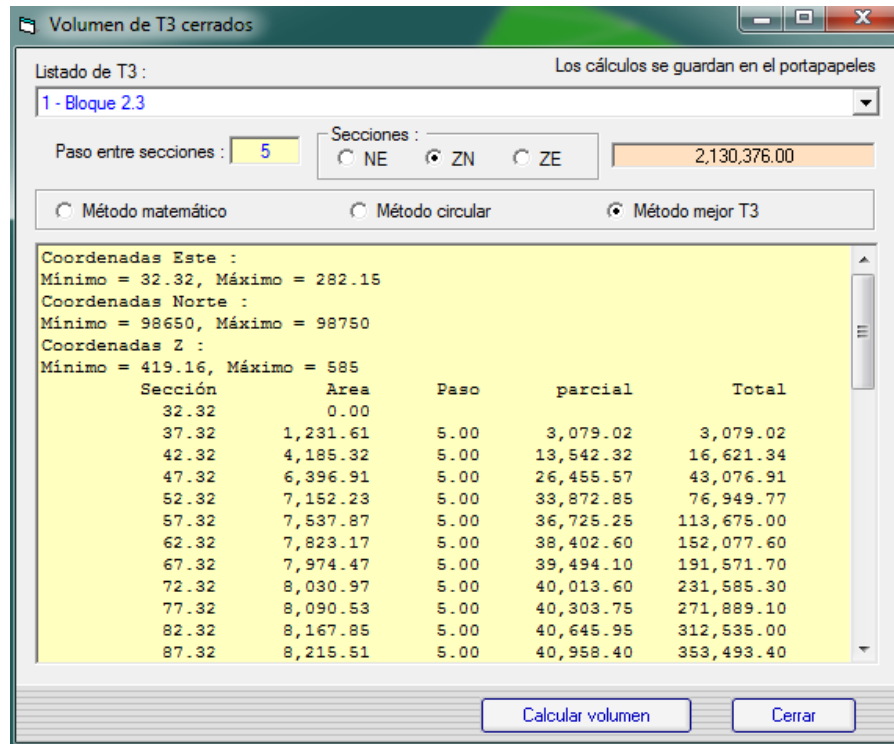 Volumen de T3 cerrados
Listado de T3 :
Los cálculos se guardan en el portapapeles
1 - Bloque 2.3
Paso entre secciones : 5
Secciones :
NE ZN ZE
2,130,376.00
Método matemático Método circular Método mejor T3
Coordenadas Este :
Mínimo = 32.32, Máximo = 282.15
Coordenadas Norte :
Mínimo = 98650, Máximo = 98750
Coordenadas Z :
Mínimo = 419.16, Máximo = 585
Sección Area Paso parcial Total
32.32 0.00
37.32 1,231.61 5.00 3,079.02 3,079.02
42.32 4,185.32 5.00 13,542.32 16,621.34
47.32 6,396.91 5.00 26,455.57 43,076.91
52.32 7,152.23 5.00 33,872.85 76,949.77
57.32 7,537.87 5.00 36,725.25 113,675.00
62.32 7,823.17 5.00 38,402.60 152,077.60
67.32 7,974.47 5.00 39,494.10 191,571.70
72.32 8,030.97 5.00 40,013.60 231,585.30
77.32 8,090.53 5.00 40,303.75 271,889.10
82.32 8,167.85 5.00 40,645.95 312,535.00
87.32 8,215.51 5.00 40,958.40 353,493.40
Calcular volumen Cerrar